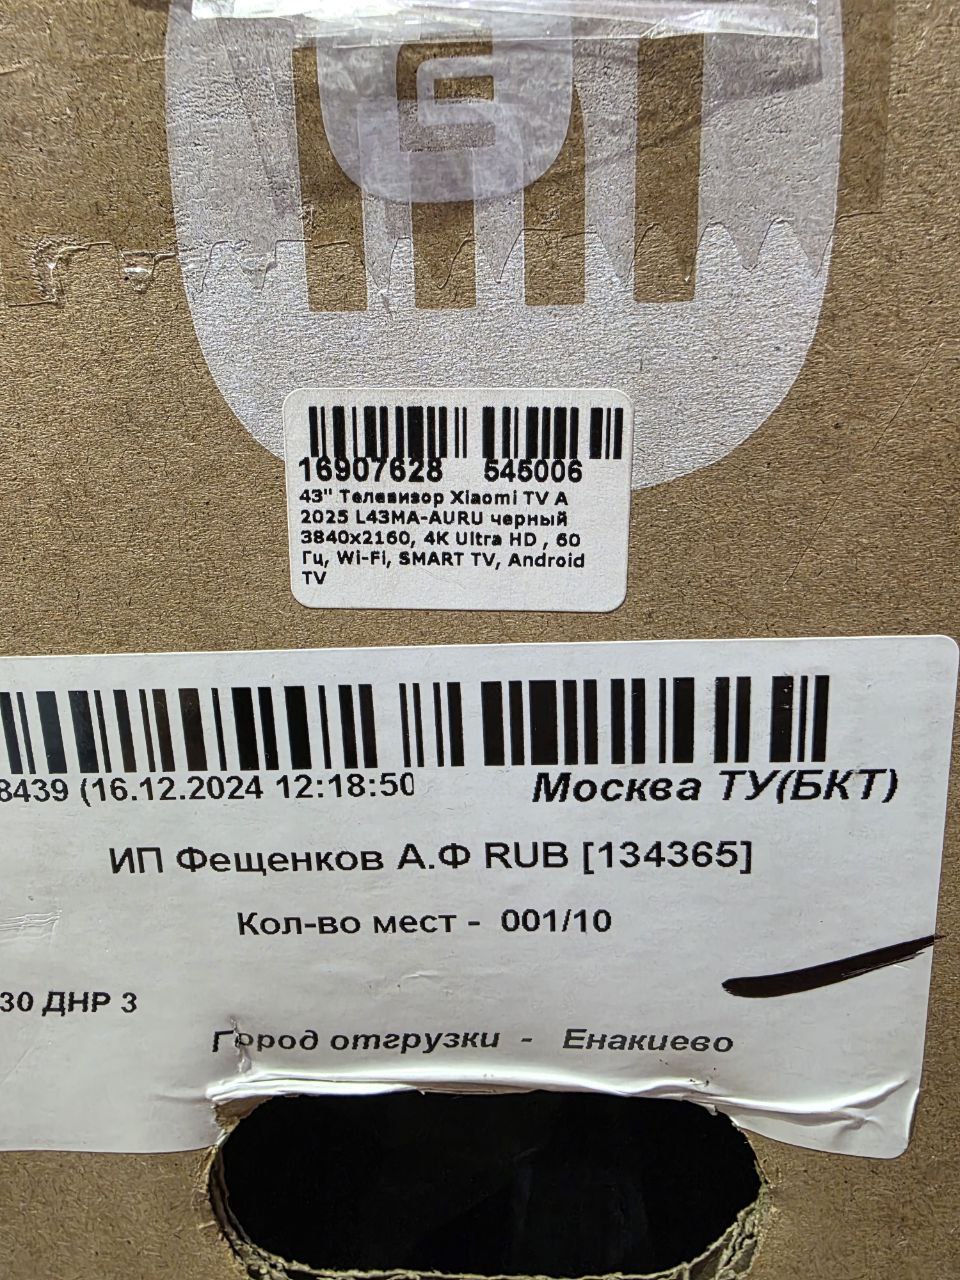 16907628 545006
43" Телевизор Xiaomi TV A
2025 L43MA-AURU черный
3840x2160, 4K Ultra HD , 60
Гц, Wi-Fi, SMART TV, Android
TV
8439 (16.12.2024 12:18:50
Москва ТУ(БКТ)
ИП Фещенков А.Ф RUB [134365]
Кол-во мест - 001/10
30 ДНР 3
Город отгрузки - Енакиево